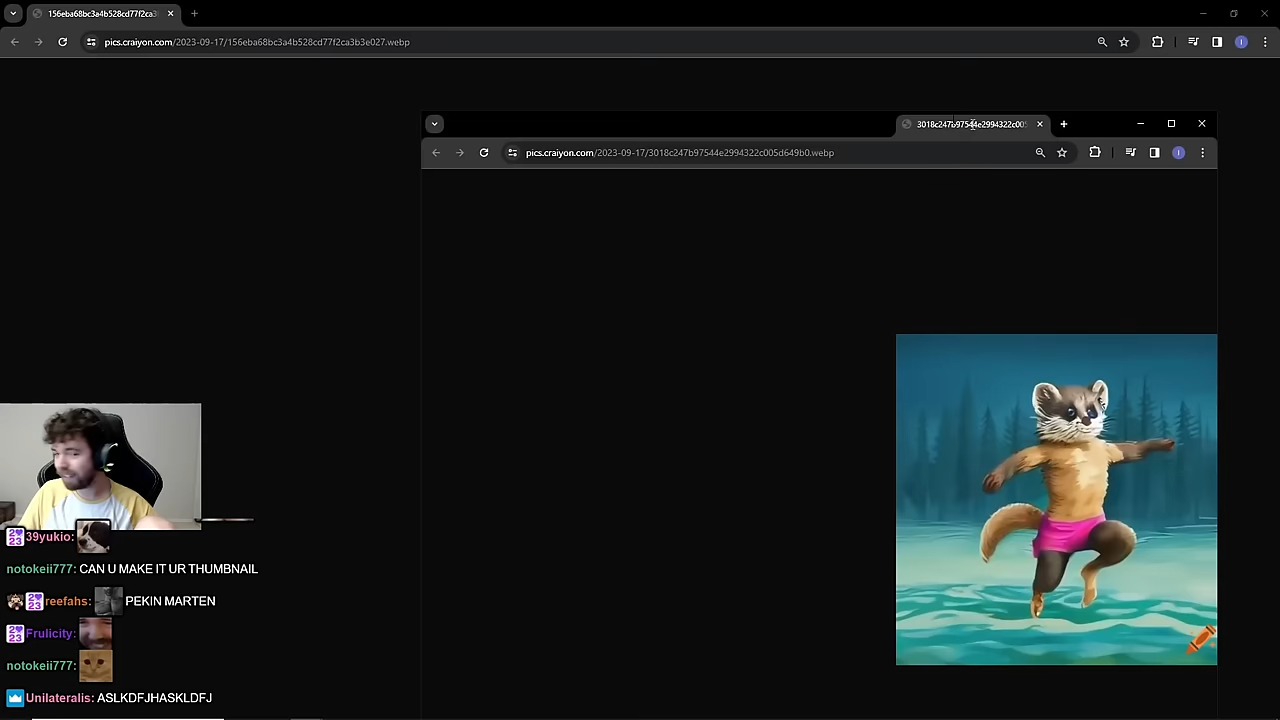 156eba68bc3a4b528cd77f2ca3
pics.craiyon.com/2023-09-17/156eba68bc3a4b528cd77f2ca3b3e027.webp
3018c247b97544e2994322c005
pics.craiyon.com/2023-09-17/3018c247b97544e2994322c005d649b0.webp
39yukio:
notokeii777: CAN U MAKE IT UR THUMBNAIL
reefahs: PEKIN MARTEN
Frulicity:
notokeii777:
Unilateralis: ASLKDFJHASKLDFJ